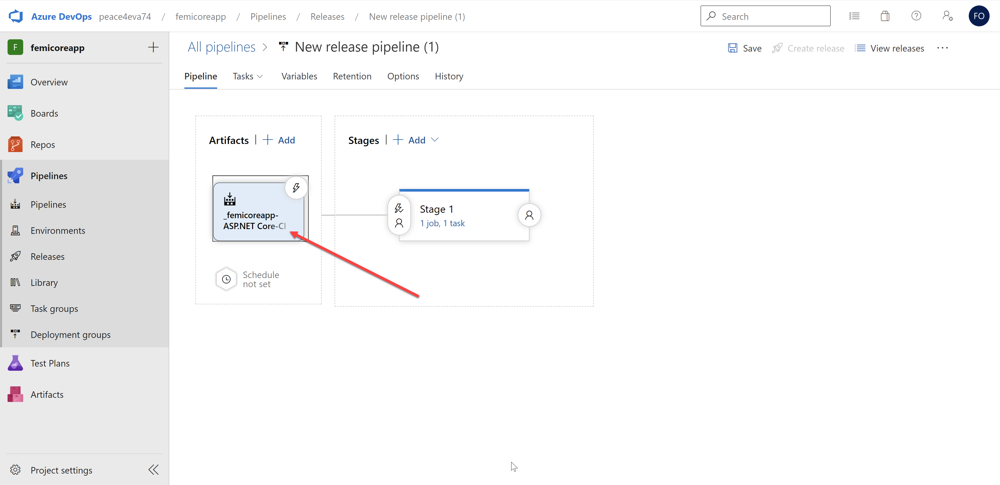 Azure DevOps peace4eva74 / femicoreapp / Pipelines / Releases / New release pipeline (1)
Search
FO
F femicoreapp
Overview
Boards
Repos
Pipelines
Pipelines
Environments
Releases
Library
Task groups
Deployment groups
Test Plans
Artifacts
Project settings
All pipelines > New release pipeline (1)
Save Create release View releases ...
Pipeline Tasks Variables Retention Options History
Artifacts | + Add
_femicoreapp-
ASP.NET Core-CI
Schedule
not set
Stages | + Add
Stage 1
1 job, 1 task